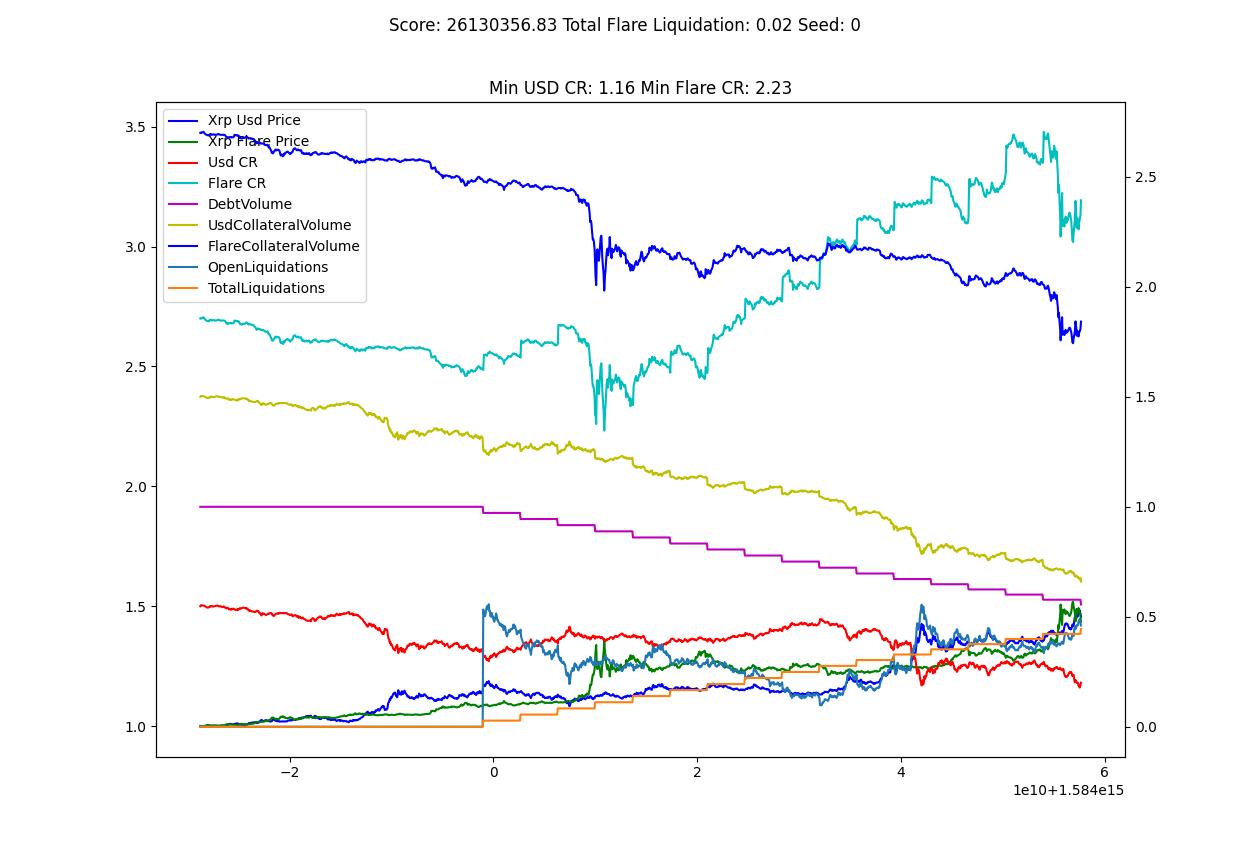 Score: 26130356.83 Total Flare Liquidation: 0.02 Seed: 0
Min USD CR: 1.16 Min Flare CR: 2.23
Xrp Usd Price
Xrp Flare Price
Usd CR
Flare CR
DebtVolume
UsdCollateralVolume
FlareCollateralVolume
OpenLiquidations
TotalLiquidations
3.5
3.0
2.5
2.0
1.5
1.0
2.5
2.0
1.5
1.0
0.5
0.0
−2
0
2
4
6
1e10+1.584e15